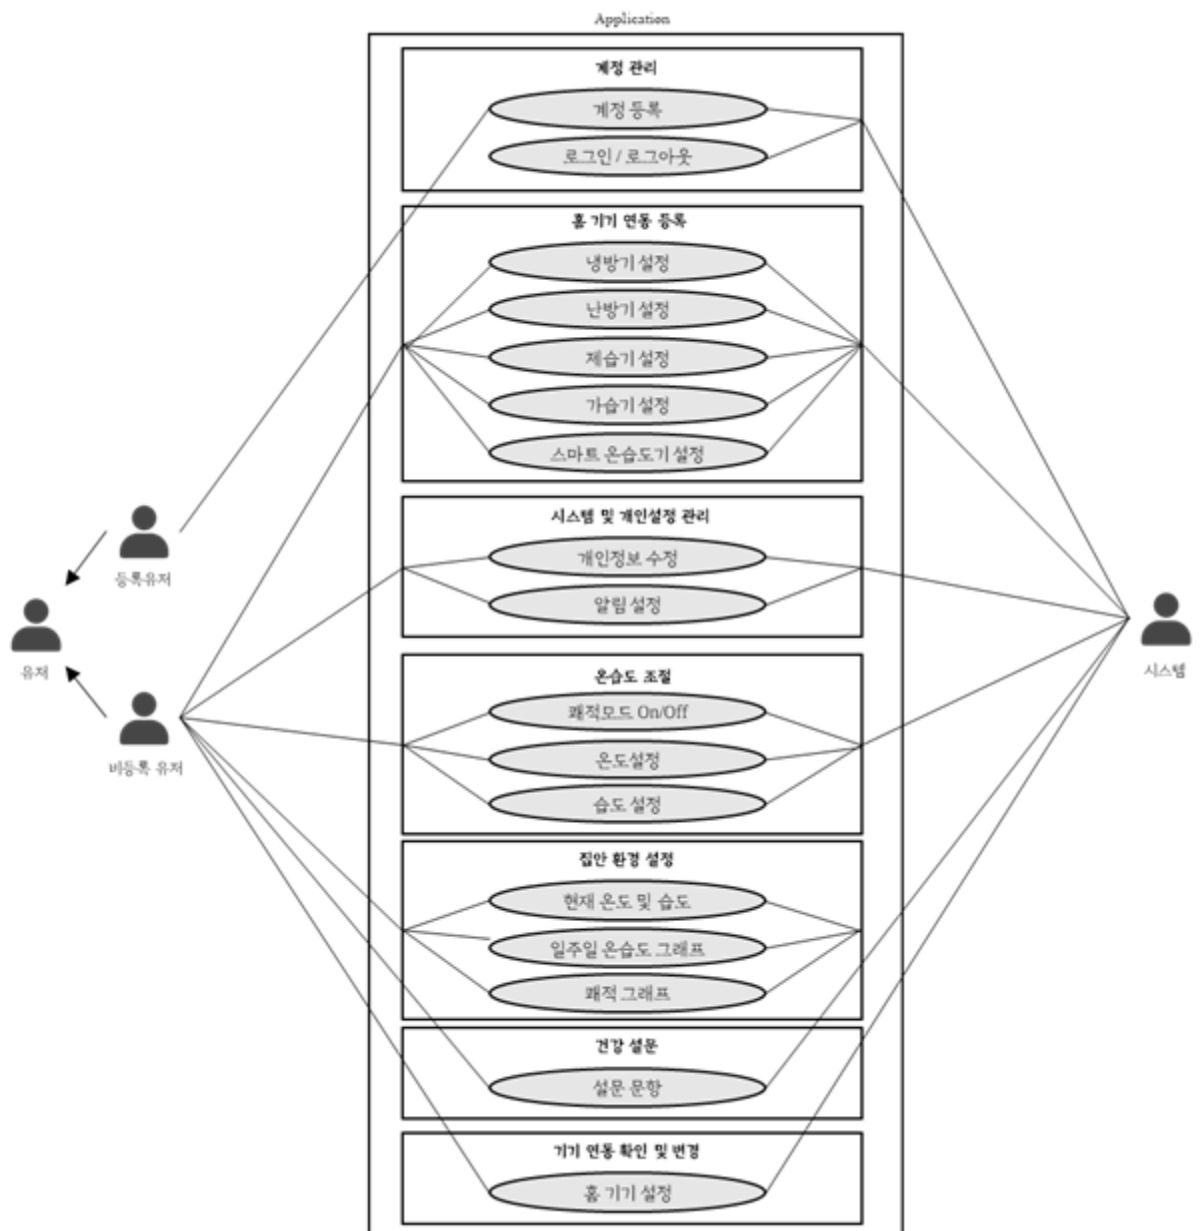 Application
계정 관리
계정 등록
로그인 / 로그아웃
홈 기기 연동 등록
냉방기 설정
난방기 설정
제습기 설정
가습기 설정
스마트 온습도기 설정
시스템 및 개인설정 관리
개인정보 수정
알림 설정
등록유저
유저
비등록 유저
시스템
온습도 조절
쾌적모드 On/Off
온도설정
습도 설정
집안 환경 설정
현재 온도 및 습도
일주일 온습도 그래프
쾌적 그래프
건강 설문
설문 문항
기기 연동 확인 및 변경
홈 기기 설정